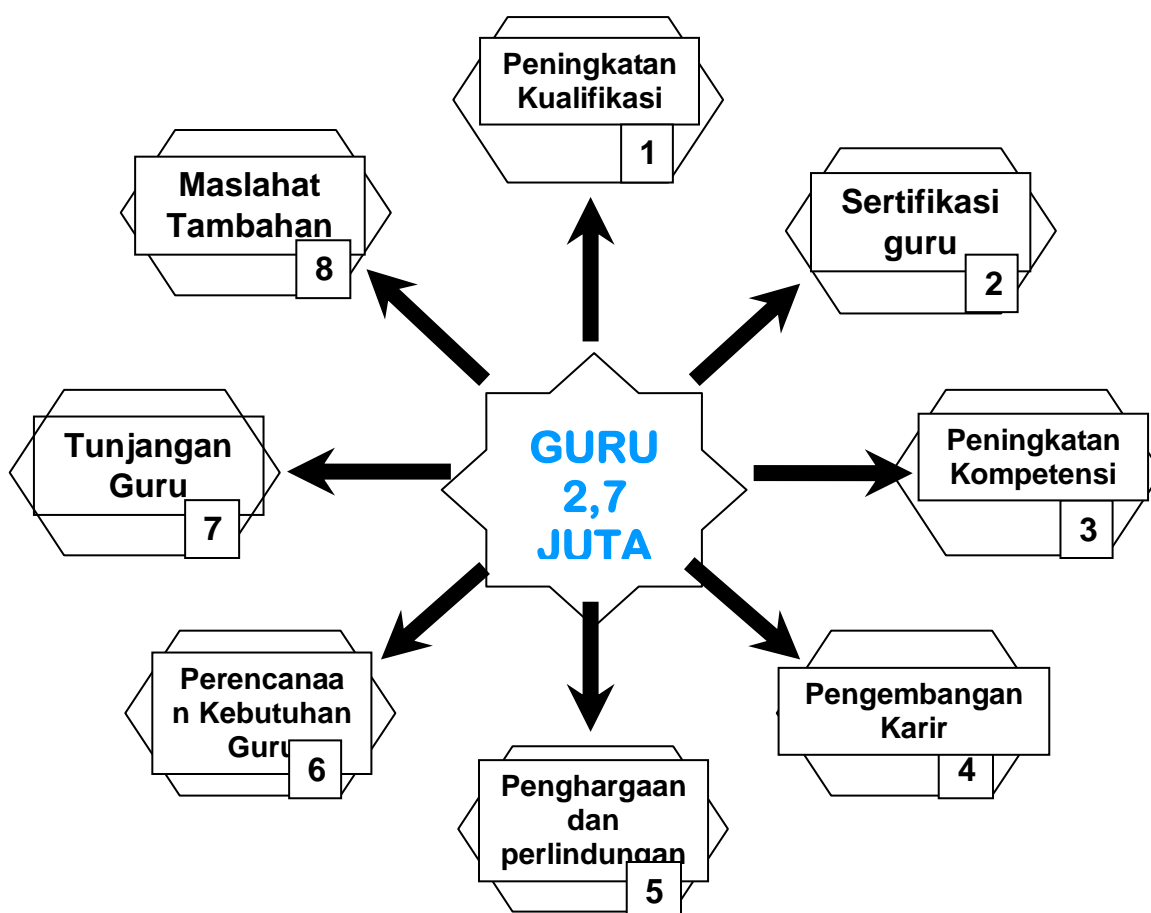 Peningkatan
Kualifikasi
1
Sertifikasi
guru
2
Peningkatan
Kompetensi
3
Pengembangan
Karir
4
Penghargaan
dan
perlindungan
5
Perencanaa
n Kebutuhan
Guru
6
Tunjangan
Guru
7
Maslahat
Tambahan
8
GURU
2,7
JUTA